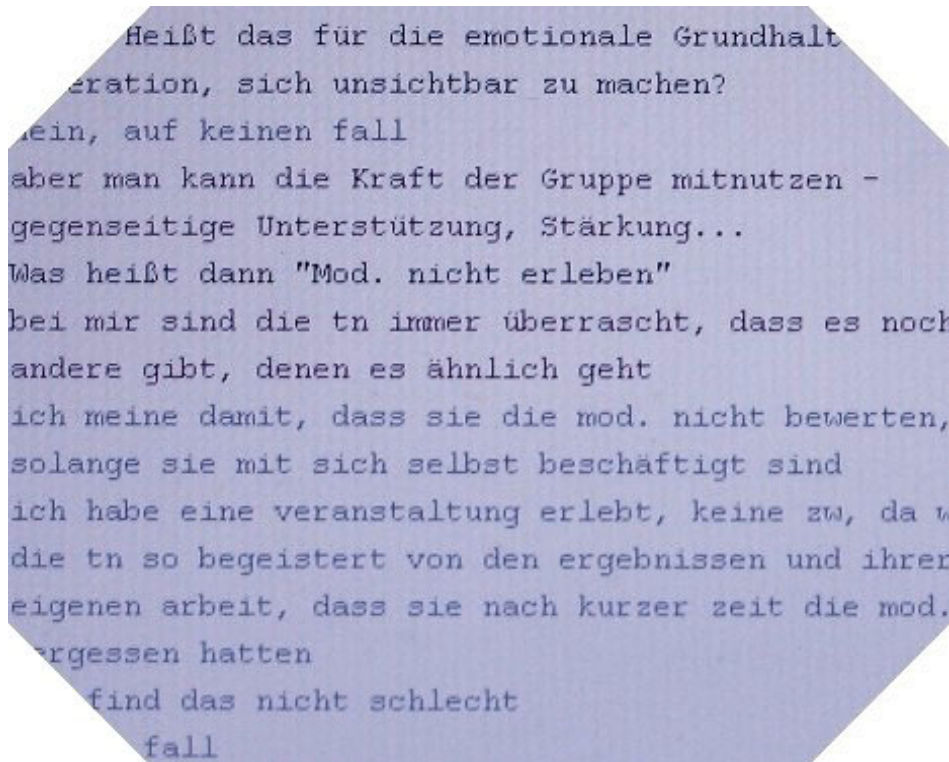 Heißt das für die emotionale
sich unsichtbar zu machen?
auf keinen fall
aber man kann die Kraft der Gruppe mitnutzen -
gegenseitige Unterstützung, Stärkung...
Was heißt dann "Mod. nicht erleben"
bei mir sind die tn immer überrascht, dass es noch
andere gibt, denen es ähnlich geht
ich meine damit, dass sie die mod. nicht bewerten,
solange sie mit sich selbst beschäftigt sind
ich habe eine veranstaltung erlebt, keine zw, da
die tn so begeistert von den ergebnissen und ihrer
eigenen arbeit, dass sie nach kurzer zeit die mod.
hatten
find das nicht schlecht
fall